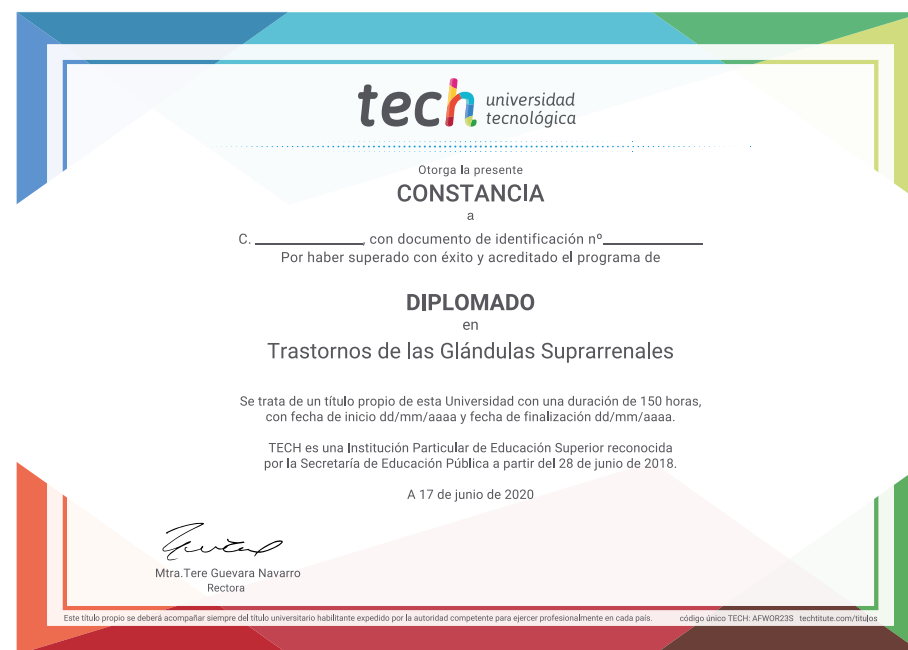 tech universidad
tecnológica
Otorga la presente
CONSTANCIA
a
C. ____________, con documento de identificación nº___________
Por haber superado con éxito y acreditado el programa de
DIPLOMADO
en
Trastornos de las Glándulas Suprarrenales
Se trata de un título propio de esta Universidad con una duración de 150 horas,
con fecha de inicio dd/mm/aaaa y fecha de finalización dd/mm/aaaa.
TECH es una Institución Particular de Educación Superior reconocida
por la Secretaría de Educación Pública a partir del 28 de junio de 2018.
A 17 de junio de 2020
Mtra.Tere Guevara Navarro
Rectora
Este título propio se deberá acompañar siempre del título universitario habilitante expedido por la autoridad competente para ejercer profesionalmente en cada país. código único TECH: AFWOR23S techtitute.com/titulos